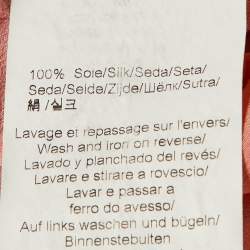 100% Soie/Silk/Seda/Seta/
Seda/Seide/Zijde/Шёлк/Sutra/
絹/실크
Lavage et repassage sur l'envers/
Wash and iron on reverse/
Lavado y planchado del revés/
Lavare e stirare a rovescio/
Lavar e passar a
ferro do avesso/
Auf links waschen und bügeln/
Binnenstebuiten